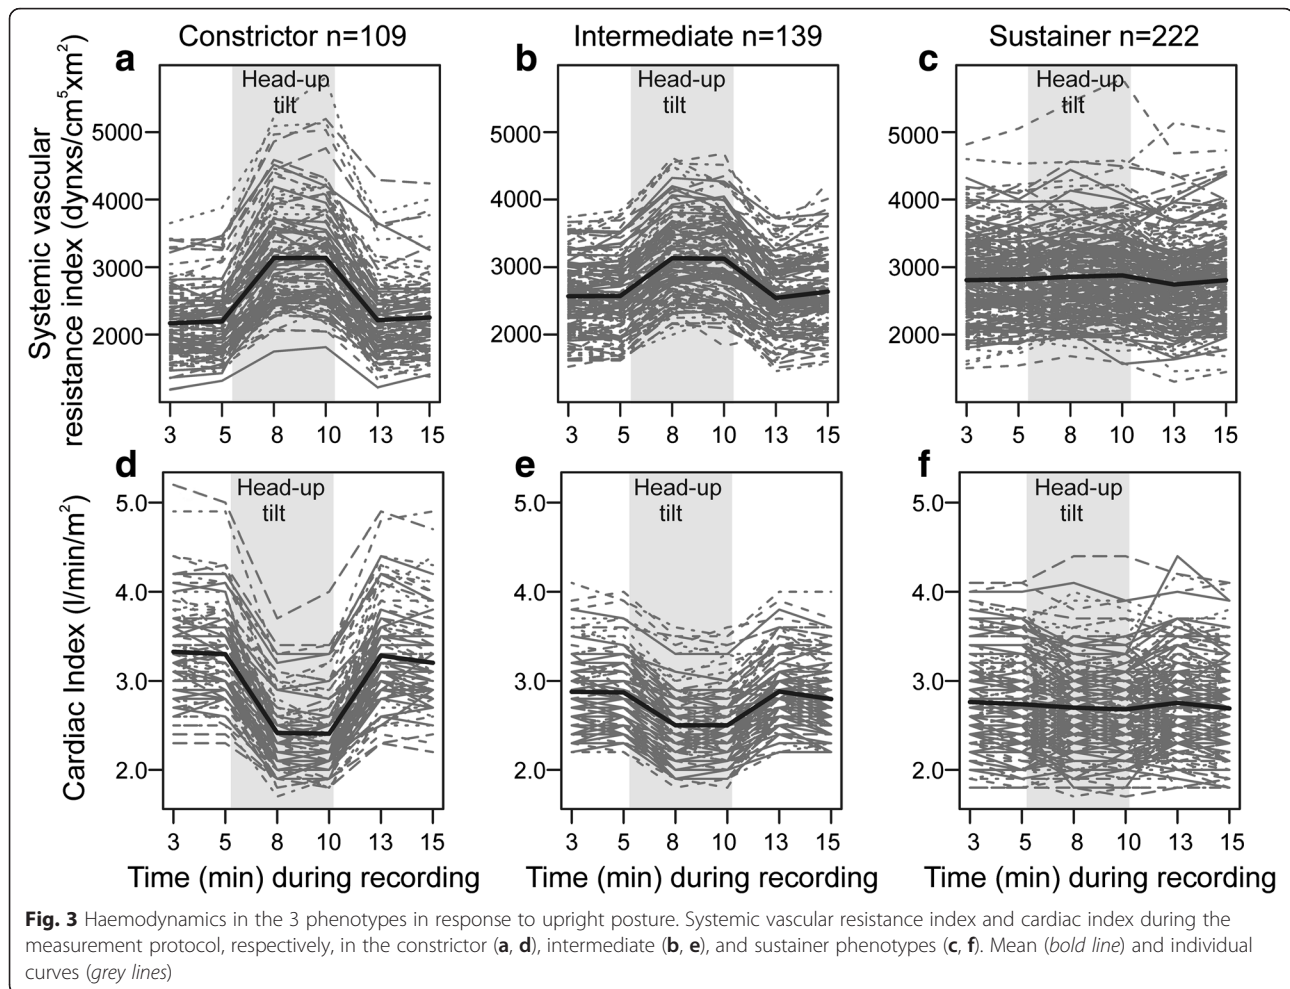 Constrictor n=109
Intermediate n=139
Sustainer n=222
a
b
c
Systemic vascular
resistance index (dynxs/cm⁵xm²)
Head-up
tilt
Head-up
tilt
Head-up
tilt
5000
4000
3000
2000
3 5 8 10 13 15
5000
4000
3000
2000
3 5 8 10 13 15
5000
4000
3000
2000
3 5 8 10 13 15
d
e
f
Cardiac Index (l/min/m²)
Head-up
tilt
Head-up
tilt
Head-up
tilt
5.0
4.0
3.0
2.0
3 5 8 10 13 15
5.0
4.0
3.0
2.0
3 5 8 10 13 15
5.0
4.0
3.0
2.0
3 5 8 10 13 15
Time (min) during recording
Time (min) during recording
Time (min) during recording
Fig. 3 Haemodynamics in the 3 phenotypes in response to upright posture. Systemic vascular resistance index and cardiac index during the
measurement protocol, respectively, in the constrictor (a, d), intermediate (b, e), and sustainer phenotypes (c, f). Mean (bold line) and individual
curves (grey lines)